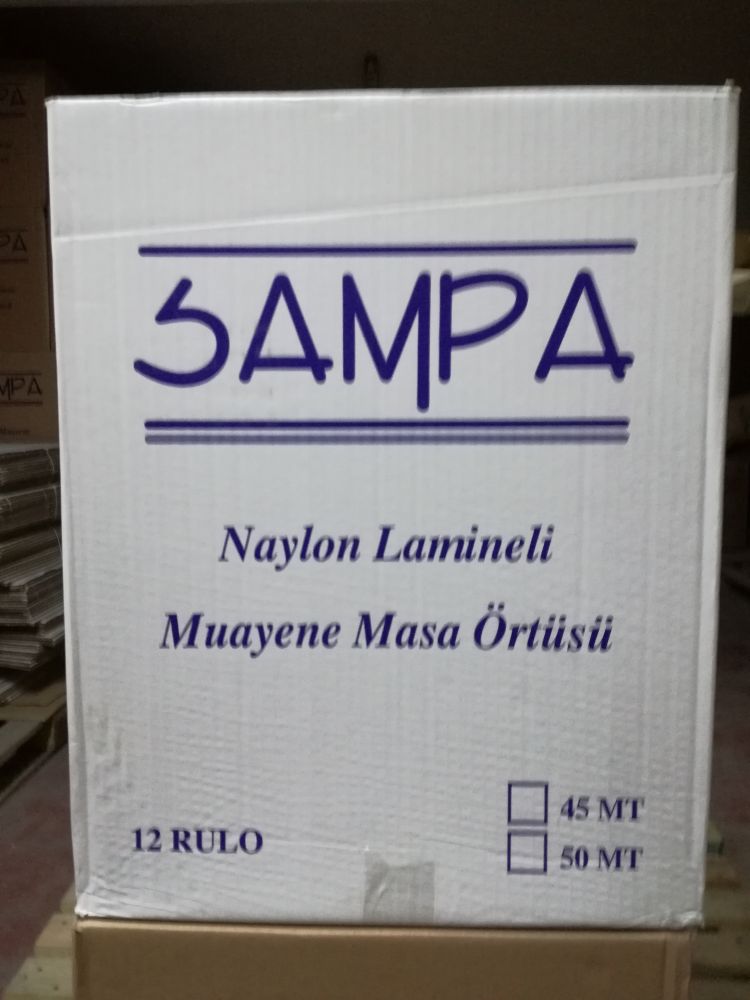 SAMPA
Naylon Lamineli
Muayene Masa Örtüsü
12 RULO
45 MT
50 MT